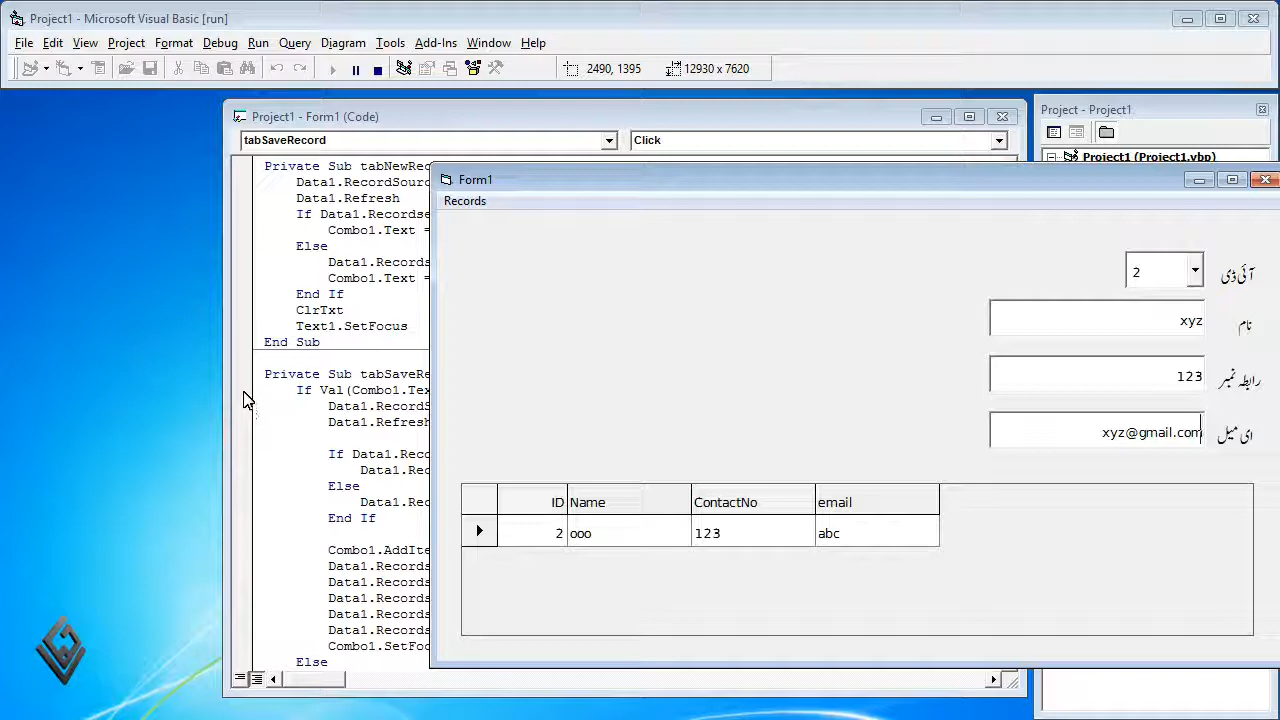 Project1 - Microsoft Visual Basic [run]
File Edit View Project Format Debug Run Query Diagram Tools Add-Ins Window Help
2490, 1395 12930 x 7620
Project1 - Form1 (Code)
tabSaveRecord Click
Private Sub tabNewRec
Data1.RecordSourc
Data1.Refresh
If Data1.Recordse
Combo1.Text =
Else
Data1.Records
Combo1.Text =
End If
ClrTxt
Text1.SetFocus
End Sub
Private Sub tabSaveRe
If Val(Combo1.Tex
Data1.RecordS
Data1.Refresh
If Data1.Reco
Data1.Rec
Else
Data1.Rec
End If
Combo1.AddIte
Data1.Records
Data1.Records
Data1.Records
Data1.Records
Data1.Records
Combo1.SetFoc
Else
Project - Project1
Project1 (Project1.vbp)
Form1
Records
2 آئی ڈی
xyz نام
123 رابطہ نمبر
xyz@gmail.com ای میل
ID Name ContactNo email
2 ooo 123 abc